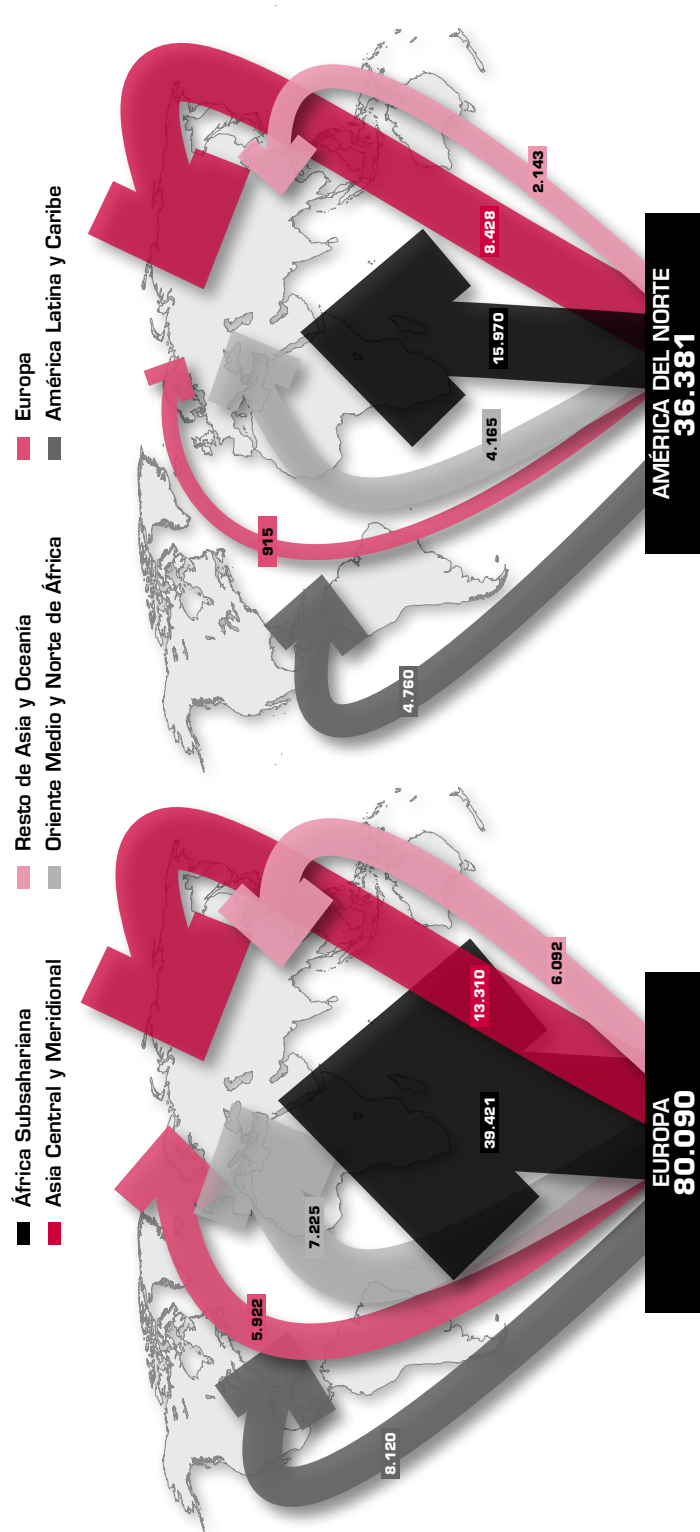 África Subsahariana
Asia Central y Meridional
Resto de Asia y Oceanía
Oriente Medio y Norte de África
Europa
América Latina y Caribe
8.120
5.922
7.225
39.421
13.310
6.092
EUROPA
80.090
4.760
915
4.165
15.970
8.428
2.143
AMÉRICA DEL NORTE
36.381